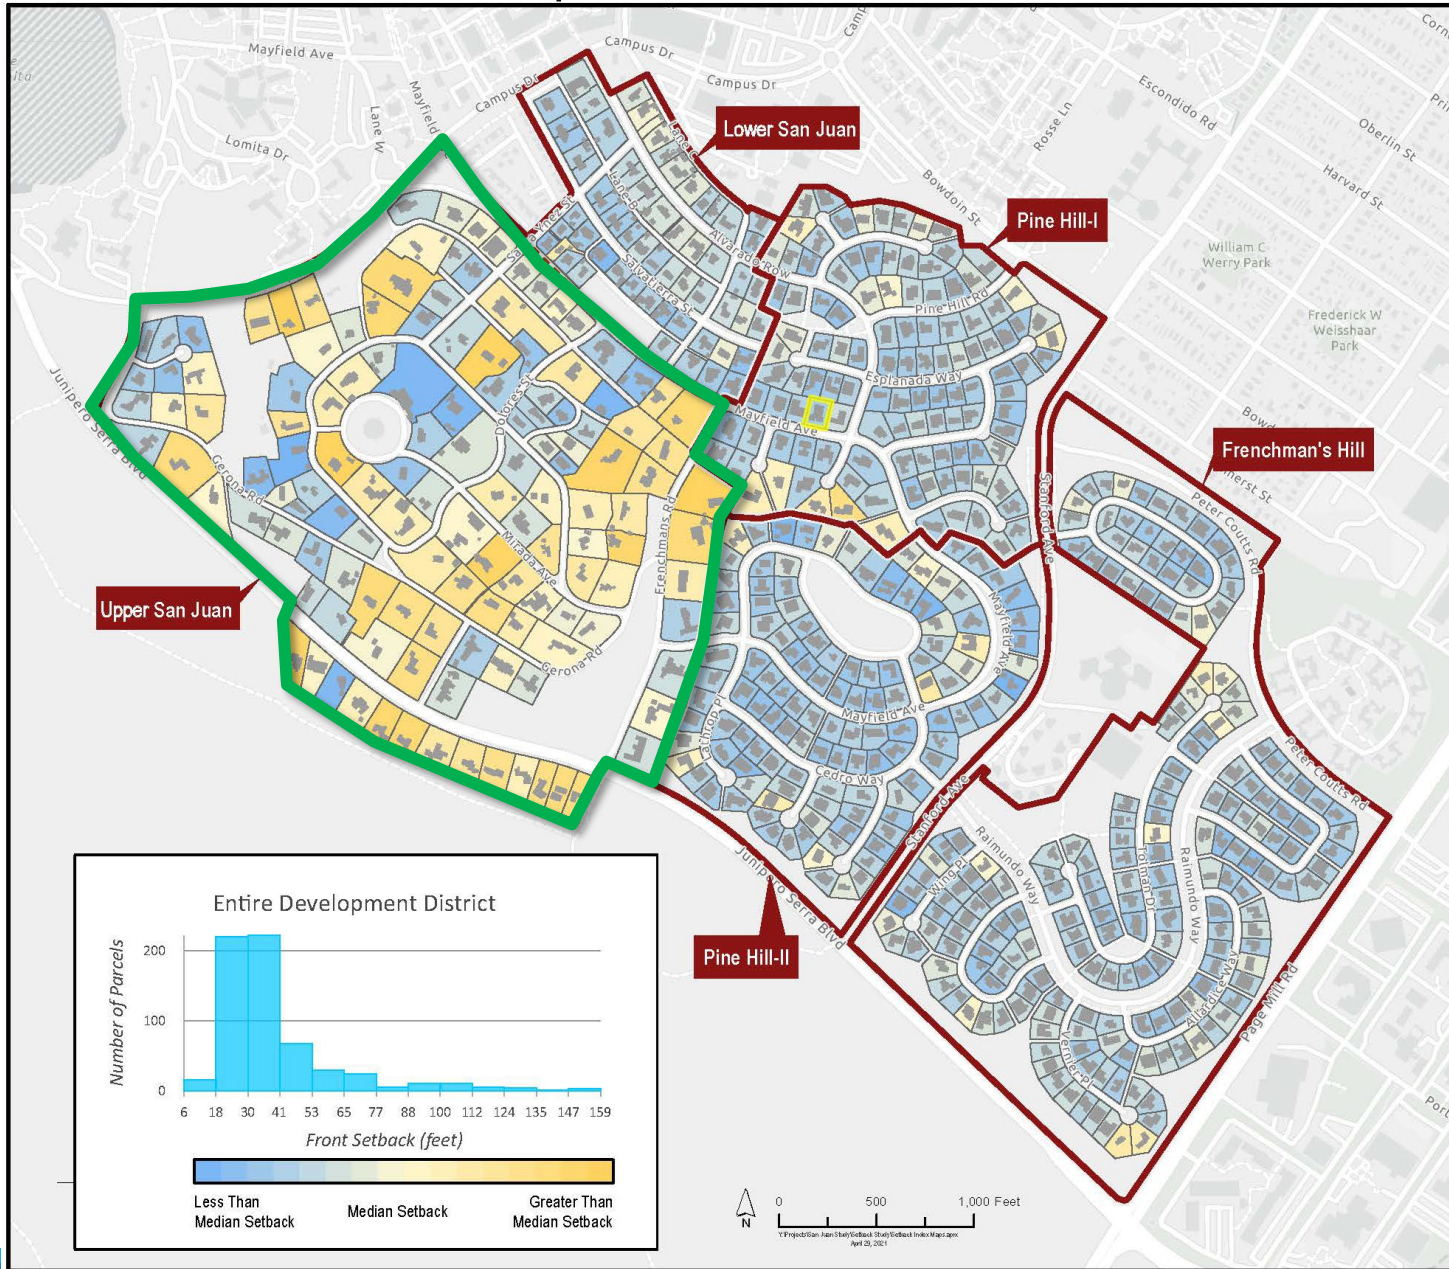 Campus Dr
Mayfield Ave
Campus Dr
Campus Dr
Escondido Rd
Lane W
Mayfield
Rosse Ln
Oberlin St
Lomita Dr
Lane C
Lower San Juan
Bowdoin St
Harvard St
Lane B
Pine Hill-I
William C
Werry Park
Alvarado Row
Salvatierra St
Pine Hill Rd
Frederick W
Weisshaar
Park
Esplanada Way
Dolores St
Mayfield Ave
Junipero Serra Blvd
Frenchman's Hill
Gerona Rd
Stanford Ave
Peter Coutts Rd
Mirada Ave
Frenchmans Rd
Upper San Juan
Mayfield Ave
Gerona Rd
Lathrop Pl
Mayfield Ave
Cedro Way
Peter Coutts Rd
Stanford Ave
Raimundo Way
Wing Pl
Tolman Dr
Raimundo Way
Junipero Serra Blvd
Pine Hill-II
Allardice Way
Page Mill Rd
Vernier Pl
Entire Development District
Number of Parcels
200
100
0
6 18 30 41 53 65 77 88 100 112 124 135 147 159
Front Setback (feet)
Less Than
Median Setback
Median Setback
Greater Than
Median Setback
N
0 500 1,000 Feet
April 29, 2021